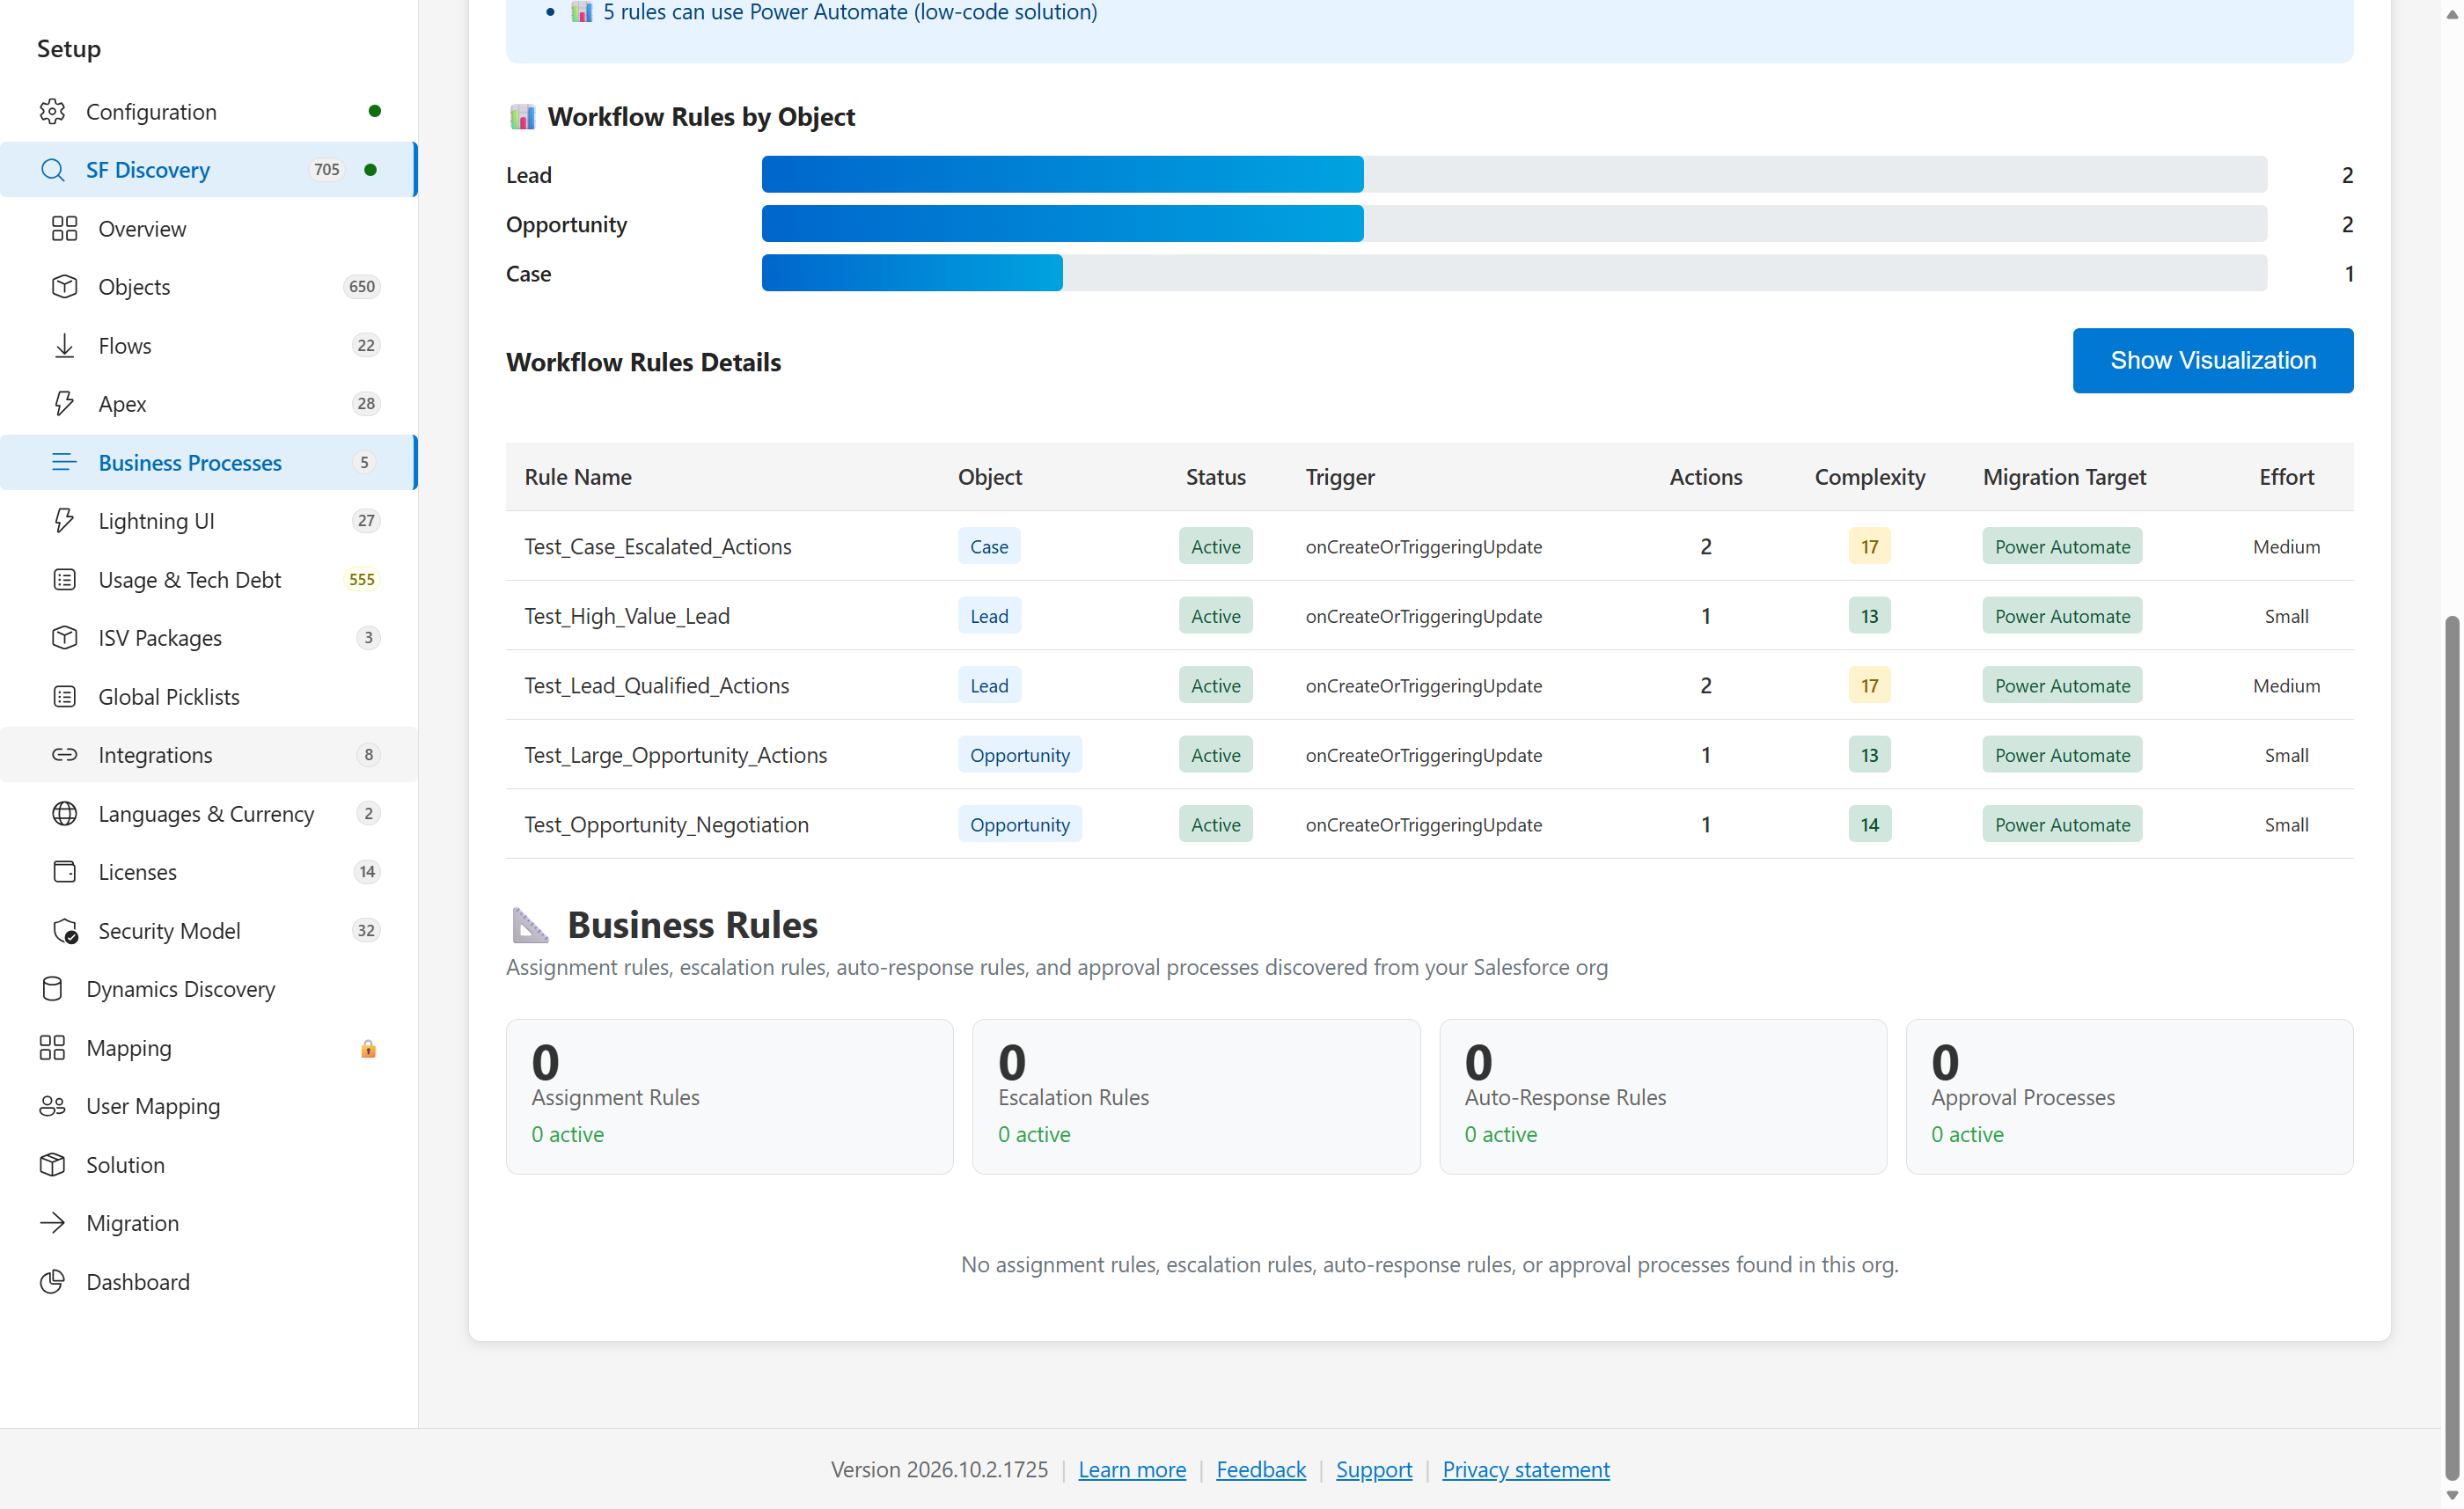 Setup
Configuration
SF Discovery 705
Overview
Objects 650
Flows 22
Apex 28
Business Processes 5
Lightning UI 27
Usage & Tech Debt 555
ISV Packages 3
Global Picklists
Integrations 8
Languages & Currency 2
Licenses 14
Security Model 32
Dynamics Discovery
Mapping
User Mapping
Solution
Migration
Dashboard
• 5 rules can use Power Automate (low-code solution)
Workflow Rules by Object
Lead 2
Opportunity 2
Case 1
Workflow Rules Details
Show Visualization
Rule Name Object Status Trigger Actions Complexity Migration Target Effort
Test_Case_Escalated_Actions Case Active onCreateOrTriggeringUpdate 2 17 Power Automate Medium
Test_High_Value_Lead Lead Active onCreateOrTriggeringUpdate 1 13 Power Automate Small
Test_Lead_Qualified_Actions Lead Active onCreateOrTriggeringUpdate 2 17 Power Automate Medium
Test_Large_Opportunity_Actions Opportunity Active onCreateOrTriggeringUpdate 1 13 Power Automate Small
Test_Opportunity_Negotiation Opportunity Active onCreateOrTriggeringUpdate 1 14 Power Automate Small
Business Rules
Assignment rules, escalation rules, auto-response rules, and approval processes discovered from your Salesforce org
0 0 0 0
Assignment Rules Escalation Rules Auto-Response Rules Approval Processes
0 active 0 active 0 active 0 active
No assignment rules, escalation rules, auto-response rules, or approval processes found in this org.
Version 2026.10.2.1725 | Learn more | Feedback | Support | Privacy statement